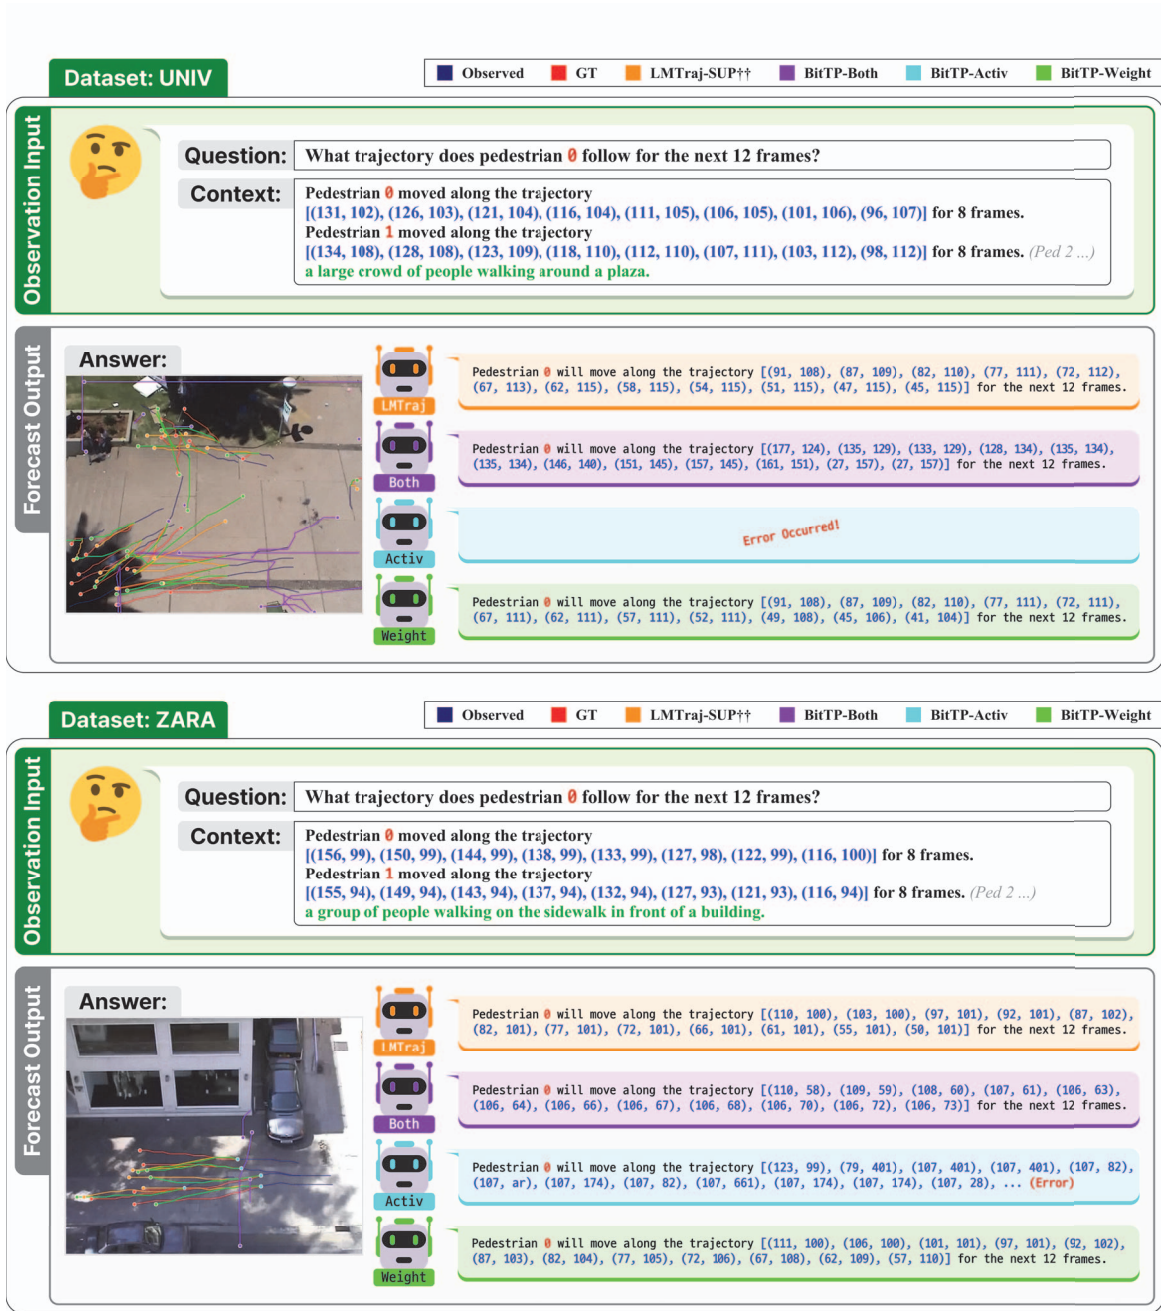 Dataset: UNIV
Observed GT LMTraj-SUP†† BitTP-Both BitTP-Activ BitTP-Weight
Observation Input
Question: What trajectory does pedestrian 0 follow for the next 12 frames?
Context: Pedestrian 0 moved along the trajectory
[(131, 102), (126, 103), (121, 104), (116, 104), (111, 105), (106, 105), (101, 106), (96, 107)] for 8 frames.
Pedestrian 1 moved along the trajectory
[(134, 108), (128, 108), (123, 109), (118, 110), (112, 110), (107, 111), (103, 112), (98, 112)] for 8 frames. (Ped 2 ...)
a large crowd of people walking around a plaza.
Forecast Output
Answer:
LMTraj
Pedestrian 0 will move along the trajectory [(91, 108), (87, 109), (82, 110), (77, 111), (72, 112),
(67, 113), (62, 115), (58, 115), (54, 115), (51, 115), (47, 115), (45, 115)] for the next 12 frames.
Both
Pedestrian 0 will move along the trajectory [(177, 124), (135, 129), (133, 129), (128, 134), (135, 134),
(135, 134), (146, 140), (151, 145), (157, 145), (161, 151), (27, 157), (27, 157)] for the next 12 frames.
Activ
Error Occurred!
Weight
Pedestrian 0 will move along the trajectory [(91, 108), (87, 109), (82, 110), (77, 111), (72, 111),
(67, 111), (62, 111), (57, 111), (52, 111), (49, 108), (45, 106), (41, 104)] for the next 12 frames.
Dataset: ZARA
Observed GT LMTraj-SUP†† BitTP-Both BitTP-Activ BitTP-Weight
Observation Input
Question: What trajectory does pedestrian 0 follow for the next 12 frames?
Context: Pedestrian 0 moved along the trajectory
[(156, 99), (150, 99), (144, 99), (138, 99), (133, 99), (127, 98), (122, 99), (116, 100)] for 8 frames.
Pedestrian 1 moved along the trajectory
[(155, 94), (149, 94), (143, 94), (137, 94), (132, 94), (127, 93), (121, 93), (116, 94)] for 8 frames. (Ped 2 ...)
a group of people walking on the sidewalk in front of a building.
Forecast Output
Answer:
LMTraj
Pedestrian 0 will move along the trajectory [(110, 100), (103, 100), (97, 101), (92, 101), (87, 102),
(82, 101), (77, 101), (72, 101), (66, 101), (61, 101), (55, 101), (50, 101)] for the next 12 frames.
Both
Pedestrian 0 will move along the trajectory [(110, 58), (109, 59), (108, 60), (107, 61), (106, 63),
(106, 64), (106, 66), (106, 67), (106, 68), (106, 70), (106, 72), (106, 73)] for the next 12 frames.
Activ
Pedestrian 0 will move along the trajectory [(123, 99), (79, 401), (107, 401), (107, 401), (107, 82),
(107, ar), (107, 174), (107, 82), (107, 661), (107, 174), (107, 174), (107, 28), ... (Error)
Weight
Pedestrian 0 will move along the trajectory [(111, 100), (106, 100), (101, 101), (97, 101), (92, 102),
(87, 103), (82, 104), (77, 105), (72, 106), (67, 108), (62, 109), (57, 110)] for the next 12 frames.